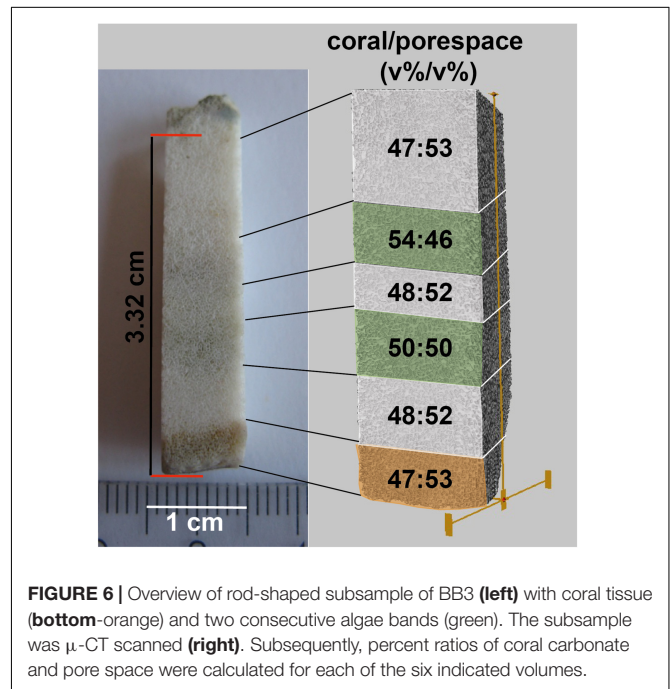 coral/porespace
(v%/v%)
47:53
54:46
48:52
50:50
48:52
47:53
3.32 cm
1 cm
FIGURE 6 | Overview of rod-shaped subsample of BB3 (left) with coral tissue
(bottom-orange) and two consecutive algae bands (green). The subsample
was μ-CT scanned (right). Subsequently, percent ratios of coral carbonate
and pore space were calculated for each of the six indicated volumes.